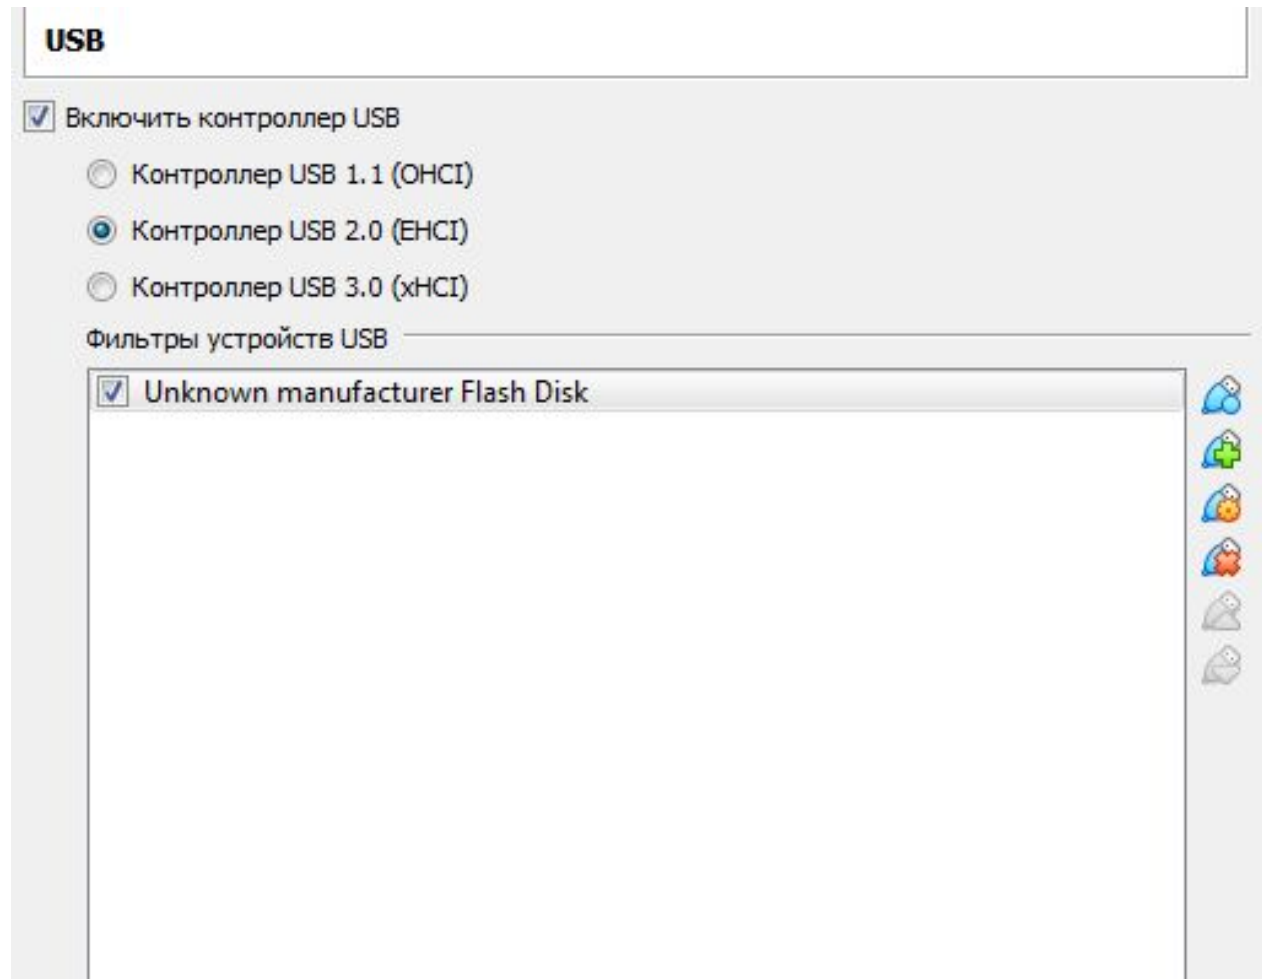 USB
Включить контроллер USB
Контроллер USB 1.1 (OHCI)
Контроллер USB 2.0 (EHCI)
Контроллер USB 3.0 (xHCI)
Фильтры устройств USB
Unknown manufacturer Flash Disk